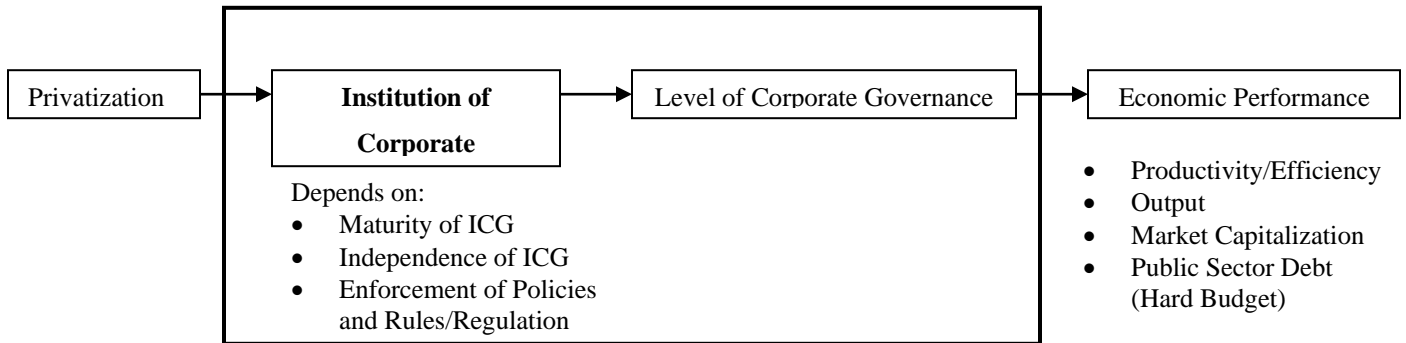 Privatization
Institution of
Corporate
Level of Corporate Governance
Economic Performance
Depends on:
• Maturity of ICG
• Independence of ICG
• Enforcement of Policies
and Rules/Regulation
• Productivity/Efficiency
• Output
• Market Capitalization
• Public Sector Debt
(Hard Budget)